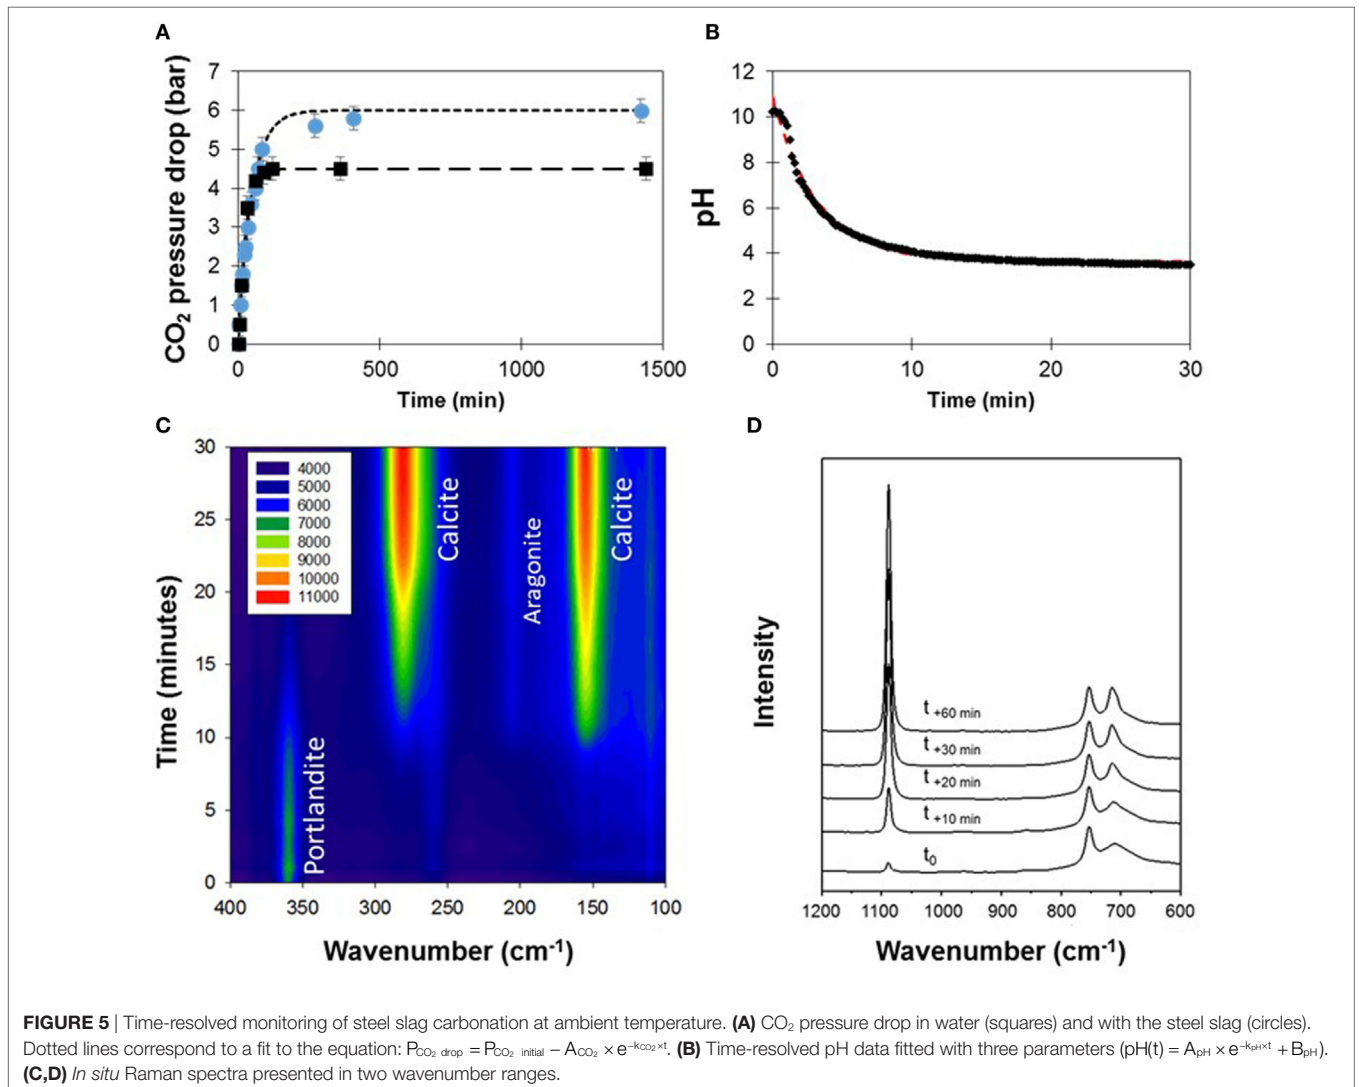 A
CO₂ pressure drop (bar)
7
6
5
4
3
2
1
0
0 500 1000 1500
Time (min)
B
pH
12
10
8
6
4
2
0
0 10 20 30
Time (min)
C
Time (minutes)
30
25
20
15
10
5
0
4000
5000
6000
7000
8000
9000
10000
11000
Portlandite
Calcite
Aragonite
Calcite
400 350 300 250 200 150 100
Wavenumber (cm⁻¹)
D
Intensity
t +60 min
t +30 min
t +20 min
t +10 min
t₀
1200 1100 1000 900 800 700 600
Wavenumber (cm⁻¹)
FIGURE 5 | Time-resolved monitoring of steel slag carbonation at ambient temperature. (A) CO₂ pressure drop in water (squares) and with the steel slag (circles).
Dotted lines correspond to a fit to the equation: P_CO₂ drop = P_CO₂ initial − A_CO₂ × e^(−k_CO₂×t). (B) Time-resolved pH data fitted with three parameters (pH(t) = A_pH × e^(−k_pH×t) + B_pH).
(C,D) In situ Raman spectra presented in two wavenumber ranges.